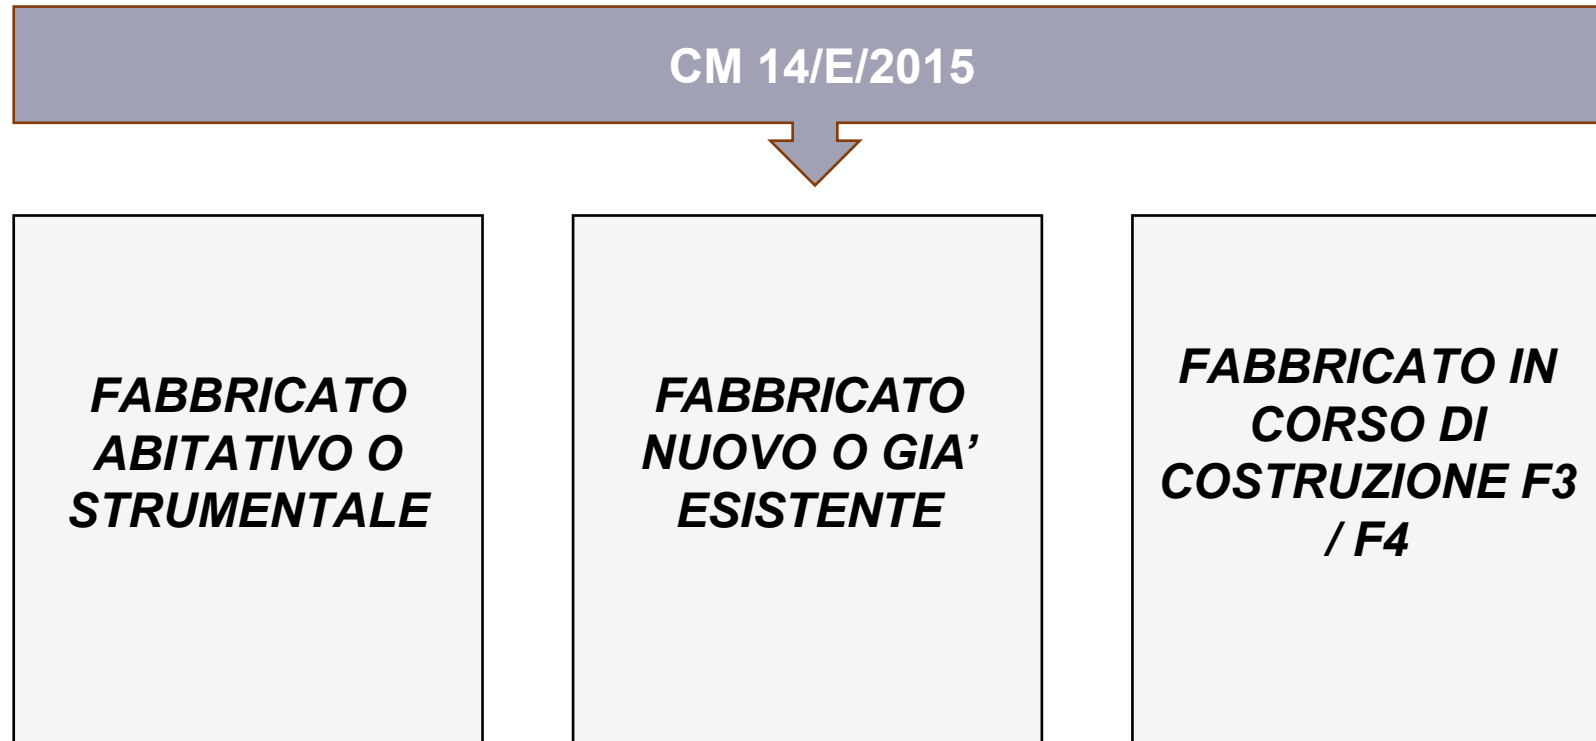 CM 14/E/2015
FABBRICATO
ABITATIVO O
STRUMENTALE
FABBRICATO
NUOVO O GIA’
ESISTENTE
FABBRICATO IN
CORSO DI
COSTRUZIONE F3
/ F4